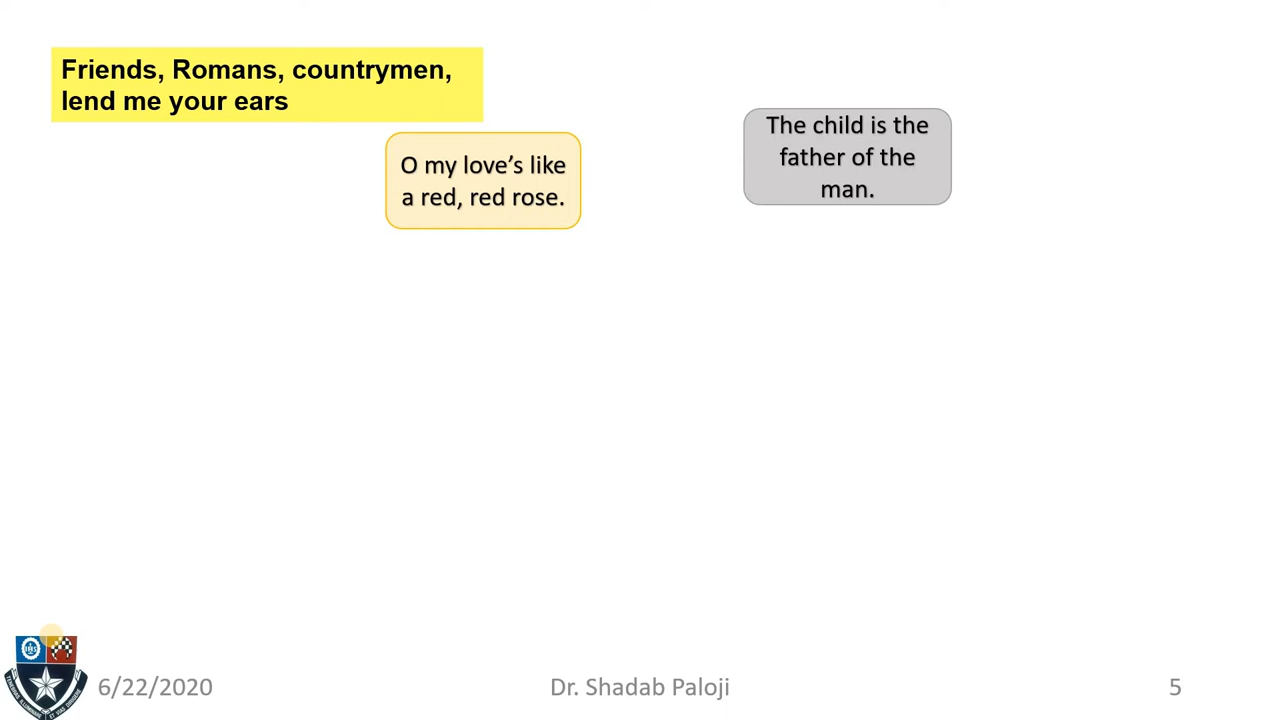 Friends, Romans, countrymen,
lend me your ears
O my love’s like
a red, red rose.
The child is the
father of the
man.
6/22/2020
Dr. Shadab Paloji
5